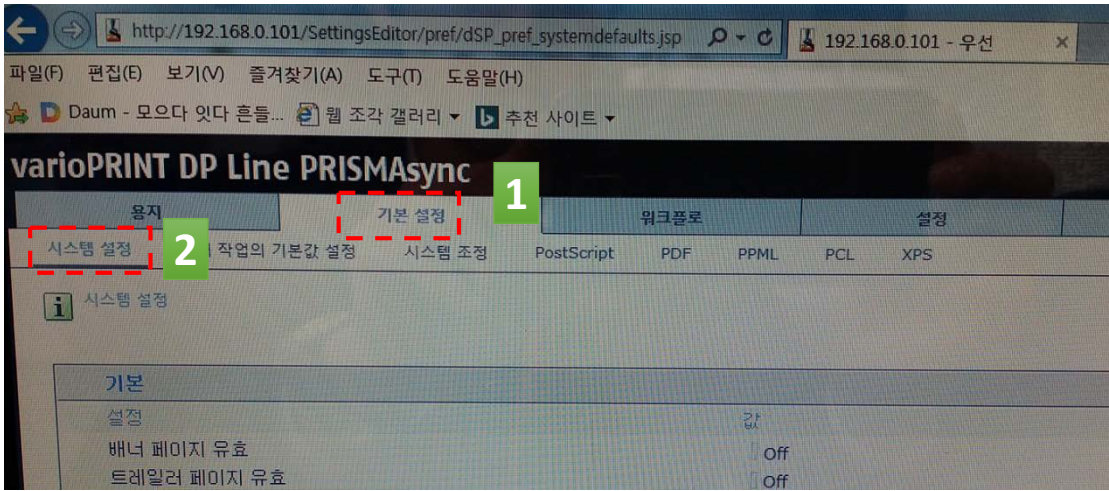 http://192.168.0.101/SettingsEditor/pref/dSP_pref_systemdefaults.jsp 192.168.0.101 - 우선
파일(F) 편집(E) 보기(V) 즐겨찾기(A) 도구(T) 도움말(H)
Daum - 모으다 잇다 흔들... 웹 조각 갤러리 추천 사이트
varioPRINT DP Line PRISMAsync
1
용지 기본 설정 워크플로 설정
시스템 설정 2 작업의 기본값 설정 시스템 조정 PostScript PDF PPML PCL XPS
시스템 설정
기본
설정 값
배너 페이지 유효 Off
트레일러 페이지 유효 Off